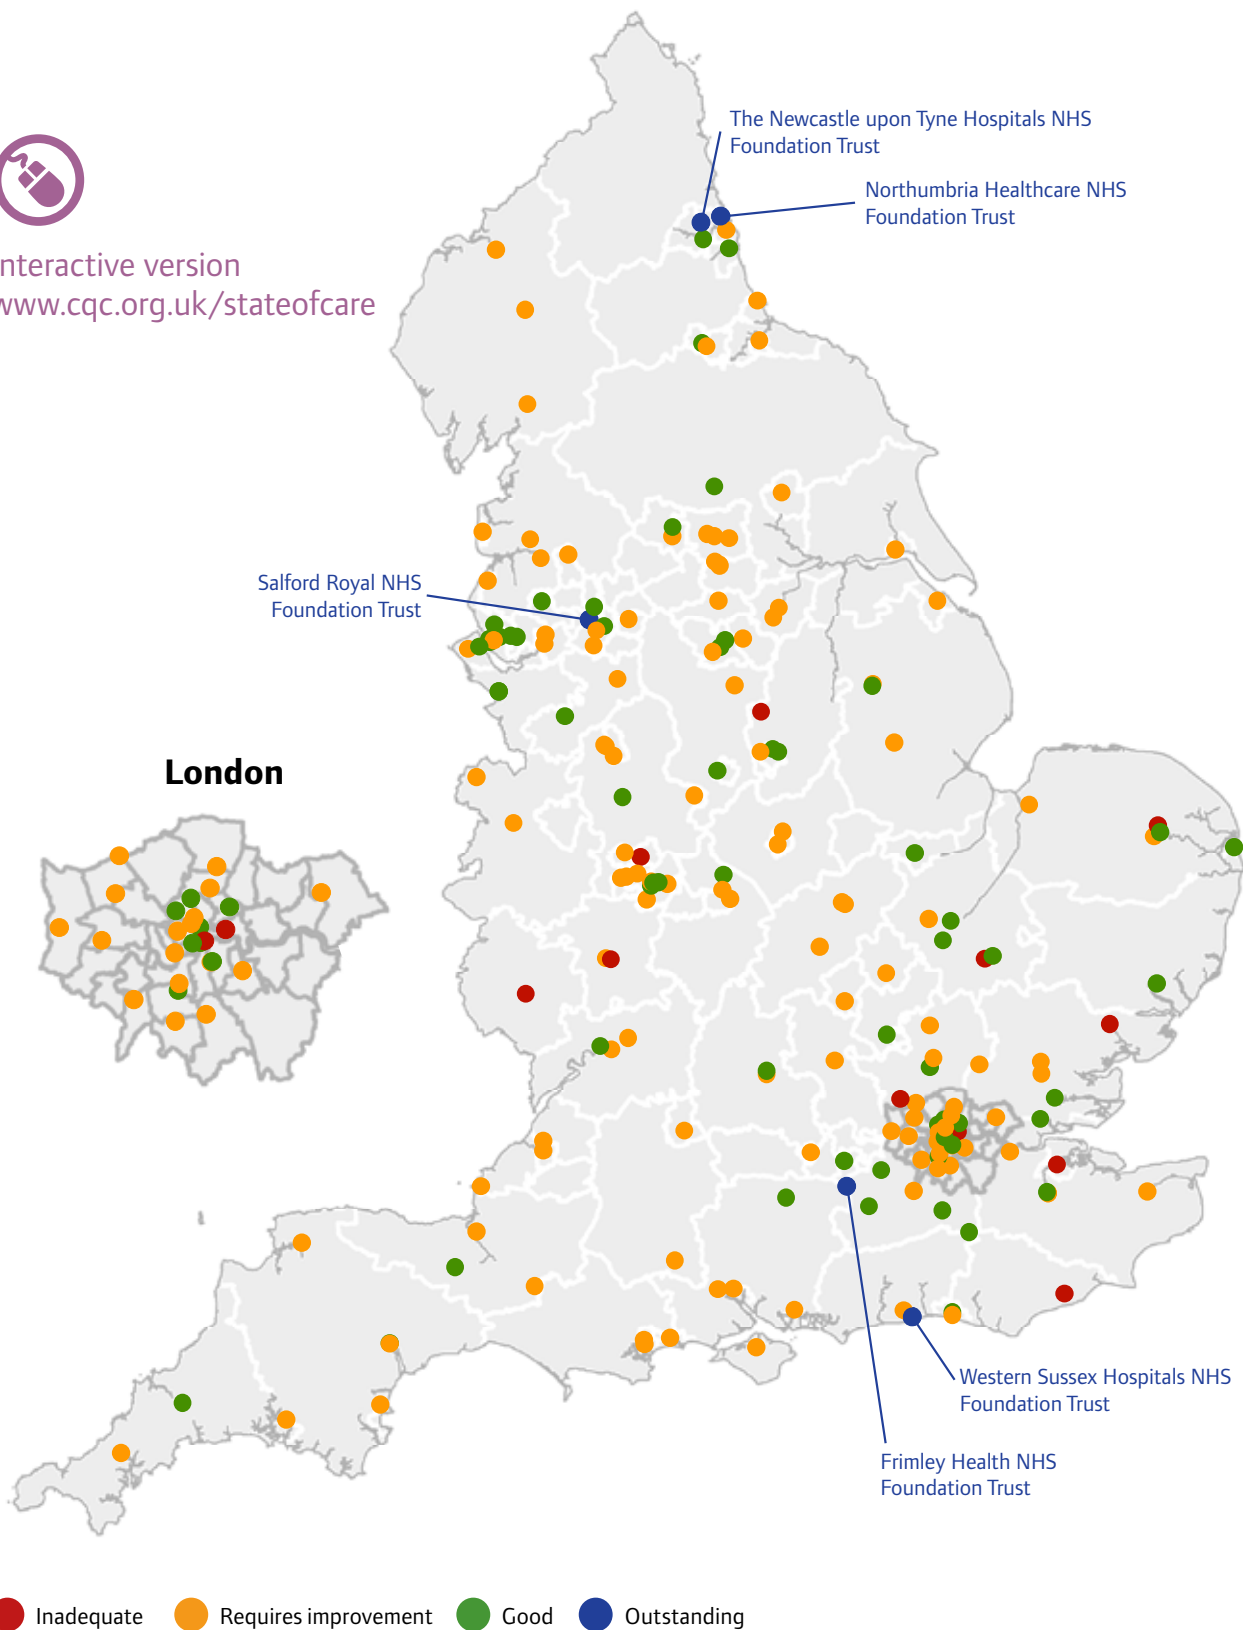 The Newcastle upon Tyne Hospitals NHS
Foundation Trust
Northumbria Healthcare NHS
Foundation Trust
nteractive version
www.cqc.org.uk/stateofcare
Salford Royal NHS
Foundation Trust
London
Western Sussex Hospitals NHS
Foundation Trust
Frimley Health NHS
Foundation Trust
Inadequate
Requires improvement
Good
Outstanding